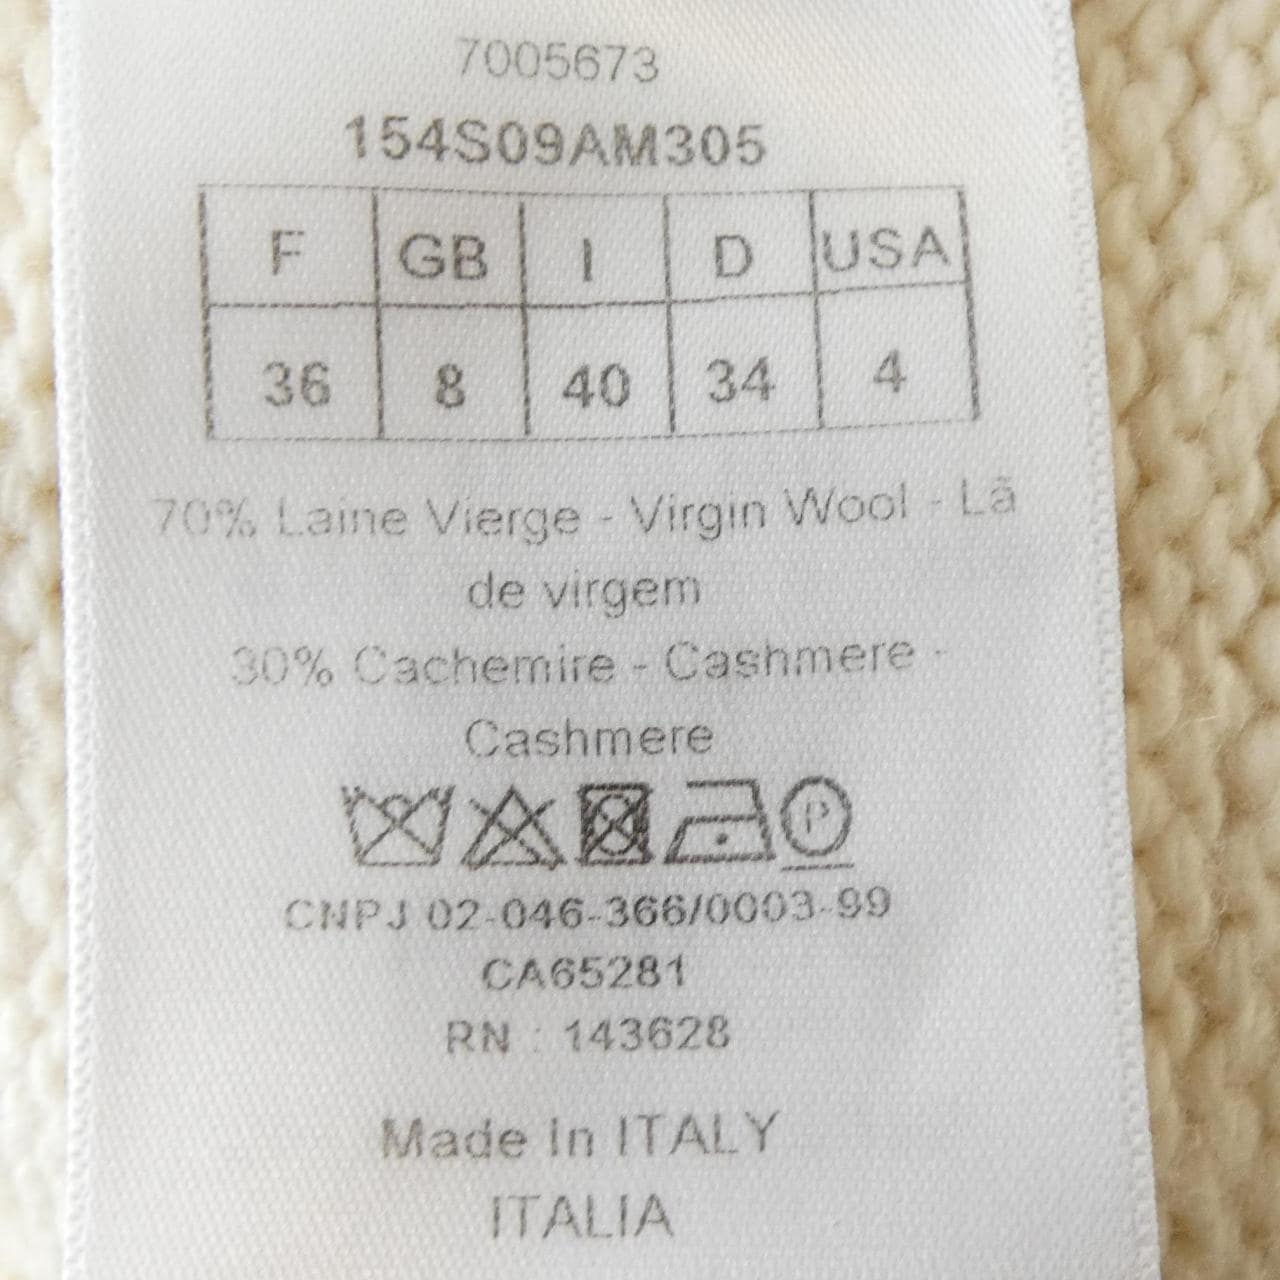 7005673
154S09AM305
F GB I D USA
36 8 40 34 4
70% Laine Vierge - Virgin Wool - Lã
de virgem
30% Cachemire - Cashmere -
Cashmere
P
CNPJ 02-046-366/0003-99
CA65281
RN : 143628
Made In ITALY
ITALIA